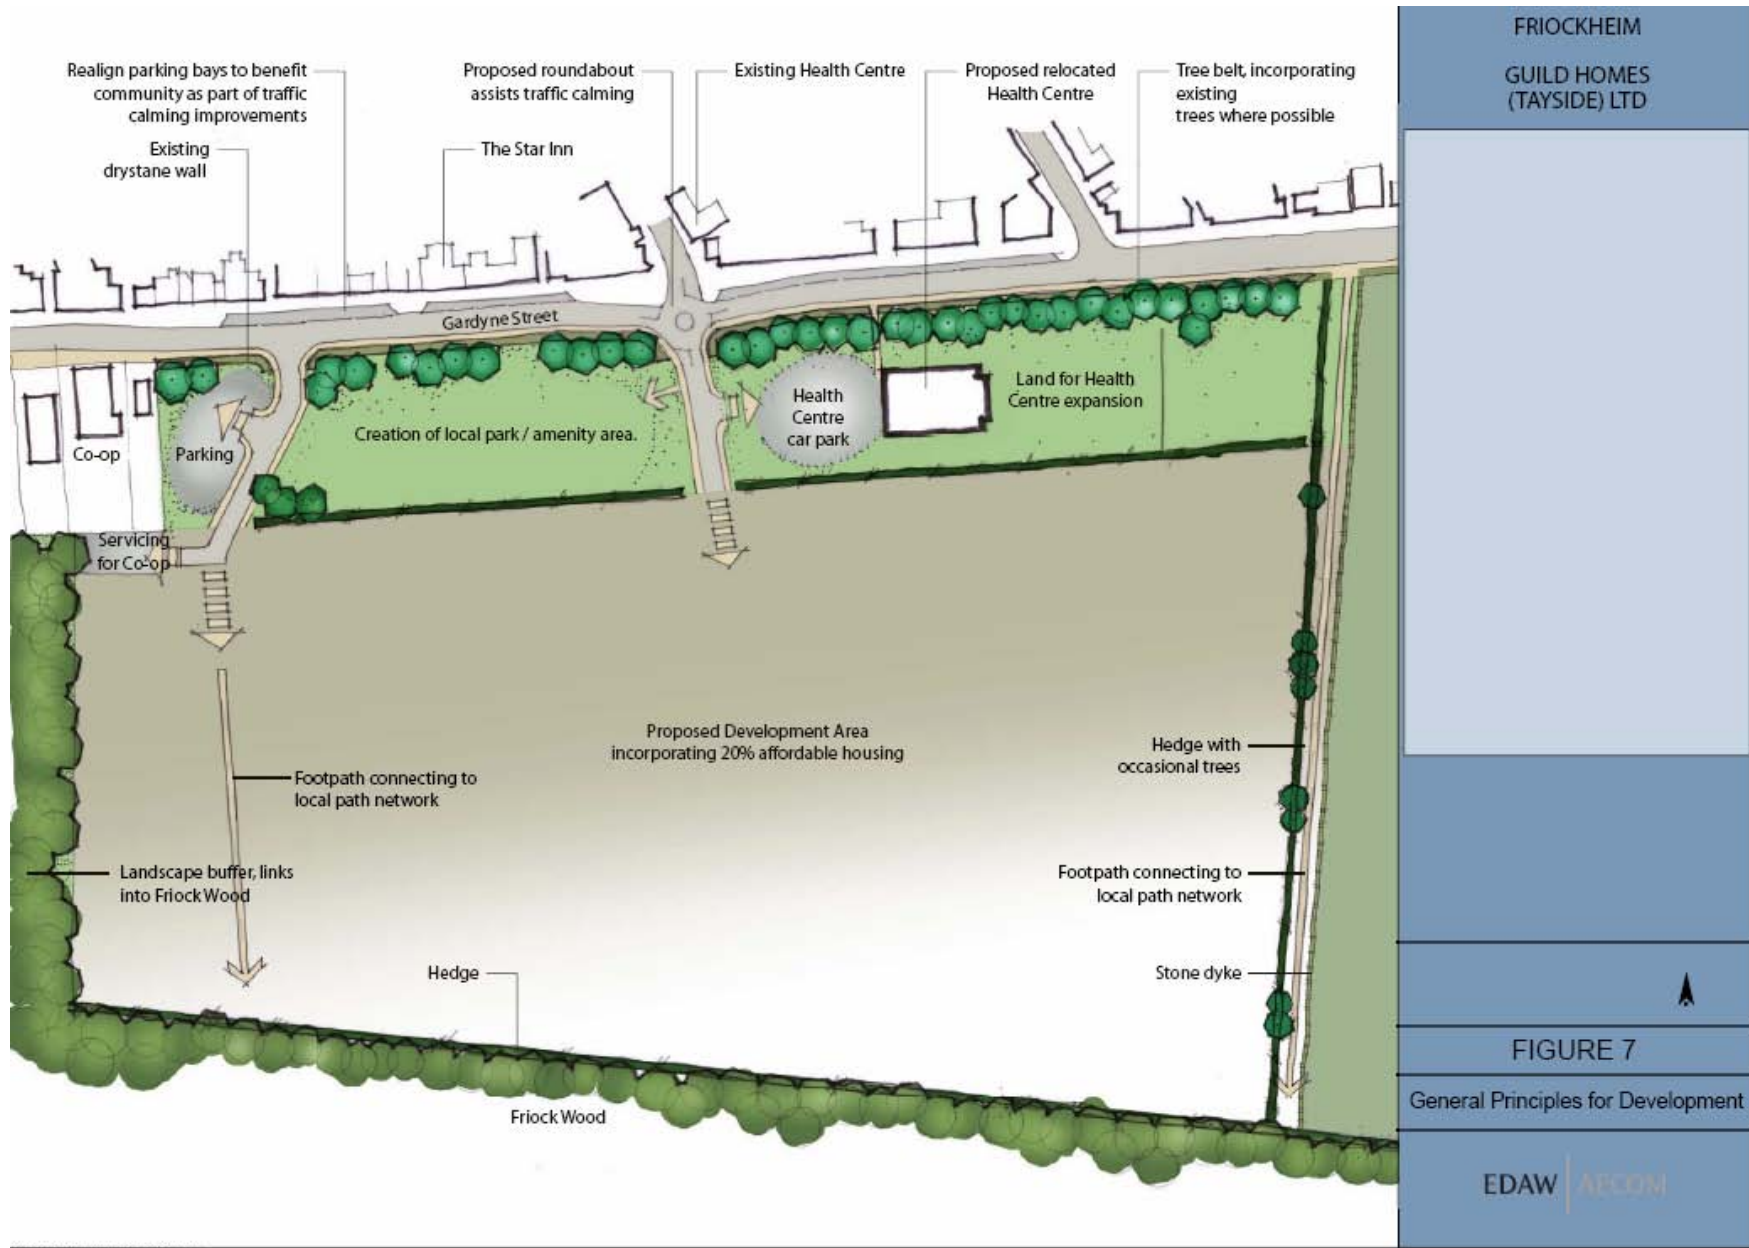 Realign parking bays to benefit
community as part of traffic
calming improvements
Proposed roundabout
assists traffic calming
Existing Health Centre
Proposed relocated
Health Centre
Tree belt, incorporating
existing
trees where possible
Existing
drystane wall
The Star Inn
Gardyne Street
Co-op
Parking
Creation of local park / amenity area.
Health
Centre
car park
Land for Health
Centre expansion
Servicing
for Co-op
Proposed Development Area
incorporating 20% affordable housing
Footpath connecting to
local path network
Hedge with
occasional trees
Landscape buffer, links
into Friock Wood
Footpath connecting to
local path network
Hedge
Stone dyke
Friock Wood
FRIOCKHEIM
GUILD HOMES
(TAYSIDE) LTD
FIGURE 7
General Principles for Development
EDAW | AECOM